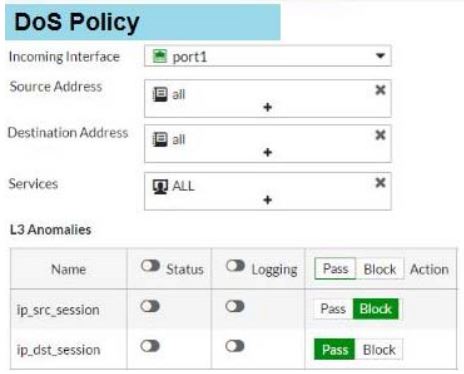 DoS Policy
Incoming Interface port1
Source Address all
+
Destination Address all
+
Services ALL
+
L3 Anomalies
Name Status Logging Pass Block Action
ip_src_session Pass Block
ip_dst_session Pass Block